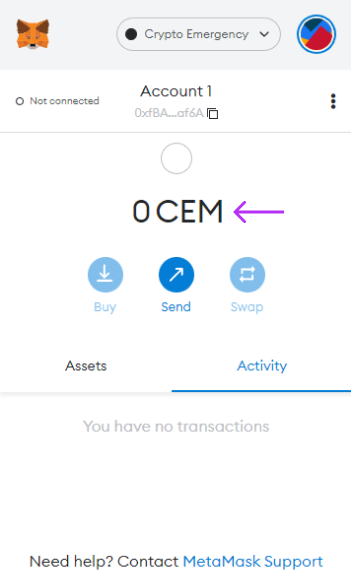 Crypto Emergency
Not connected
Account 1
0xfBA...af6A
0 CEM
Buy
Send
Swap
Assets
Activity
You have no transactions
Need help? Contact MetaMask Support